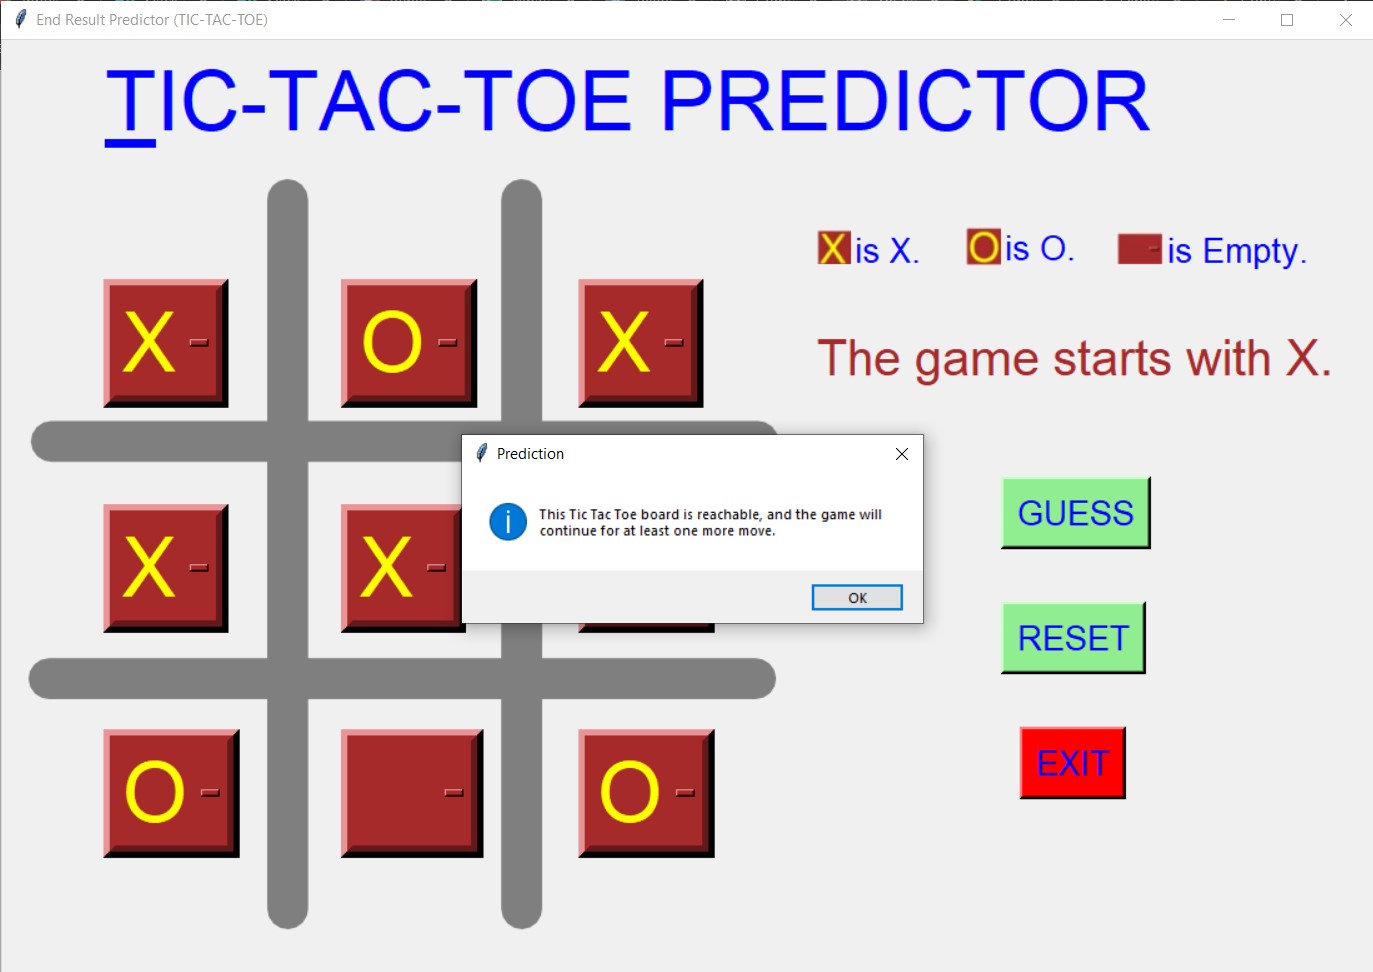 End Result Predictor (TIC-TAC-TOE)
TIC-TAC-TOE PREDICTOR
X is X. O is O. is Empty.
The game starts with X.
X O X
X X
O O
Prediction
This Tic Tac Toe board is reachable, and the game will
continue for at least one more move.
OK
GUESS
RESET
EXIT